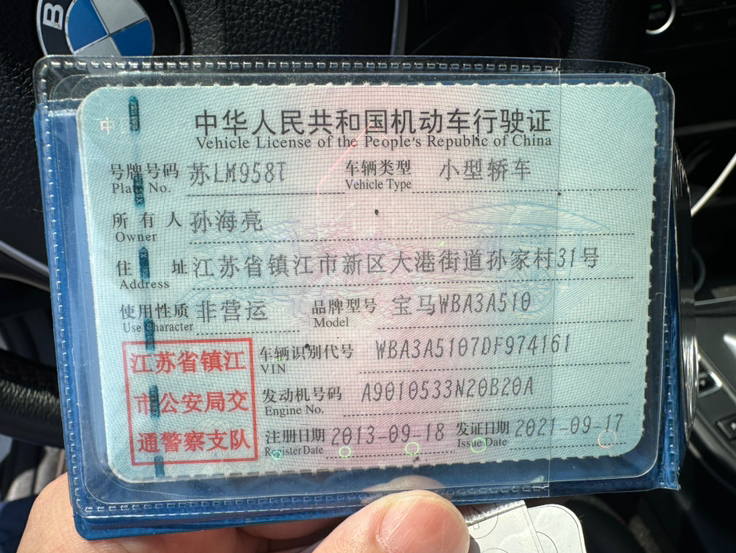 B
中华人民共和国机动车行驶证
Vehicle License of the People's Republic of China
号牌号码 苏LM958T 车辆类型 小型轿车
Plate No. Vehicle Type
所有人 孙海亮
Owner
住址 江苏省镇江市新区大港街道孙家村31号
Address
使用性质 非营运 品牌型号 宝马WBA3A510
Use Character Model
江苏省镇江
市公安局交
通警察支队
车辆识别代号 WBA3A5107DF974161
VIN
发动机号码 A9010533N20B20A
Engine No.
注册日期 2013-09-18 发证日期 2021-09-17
Register Date Issue Date